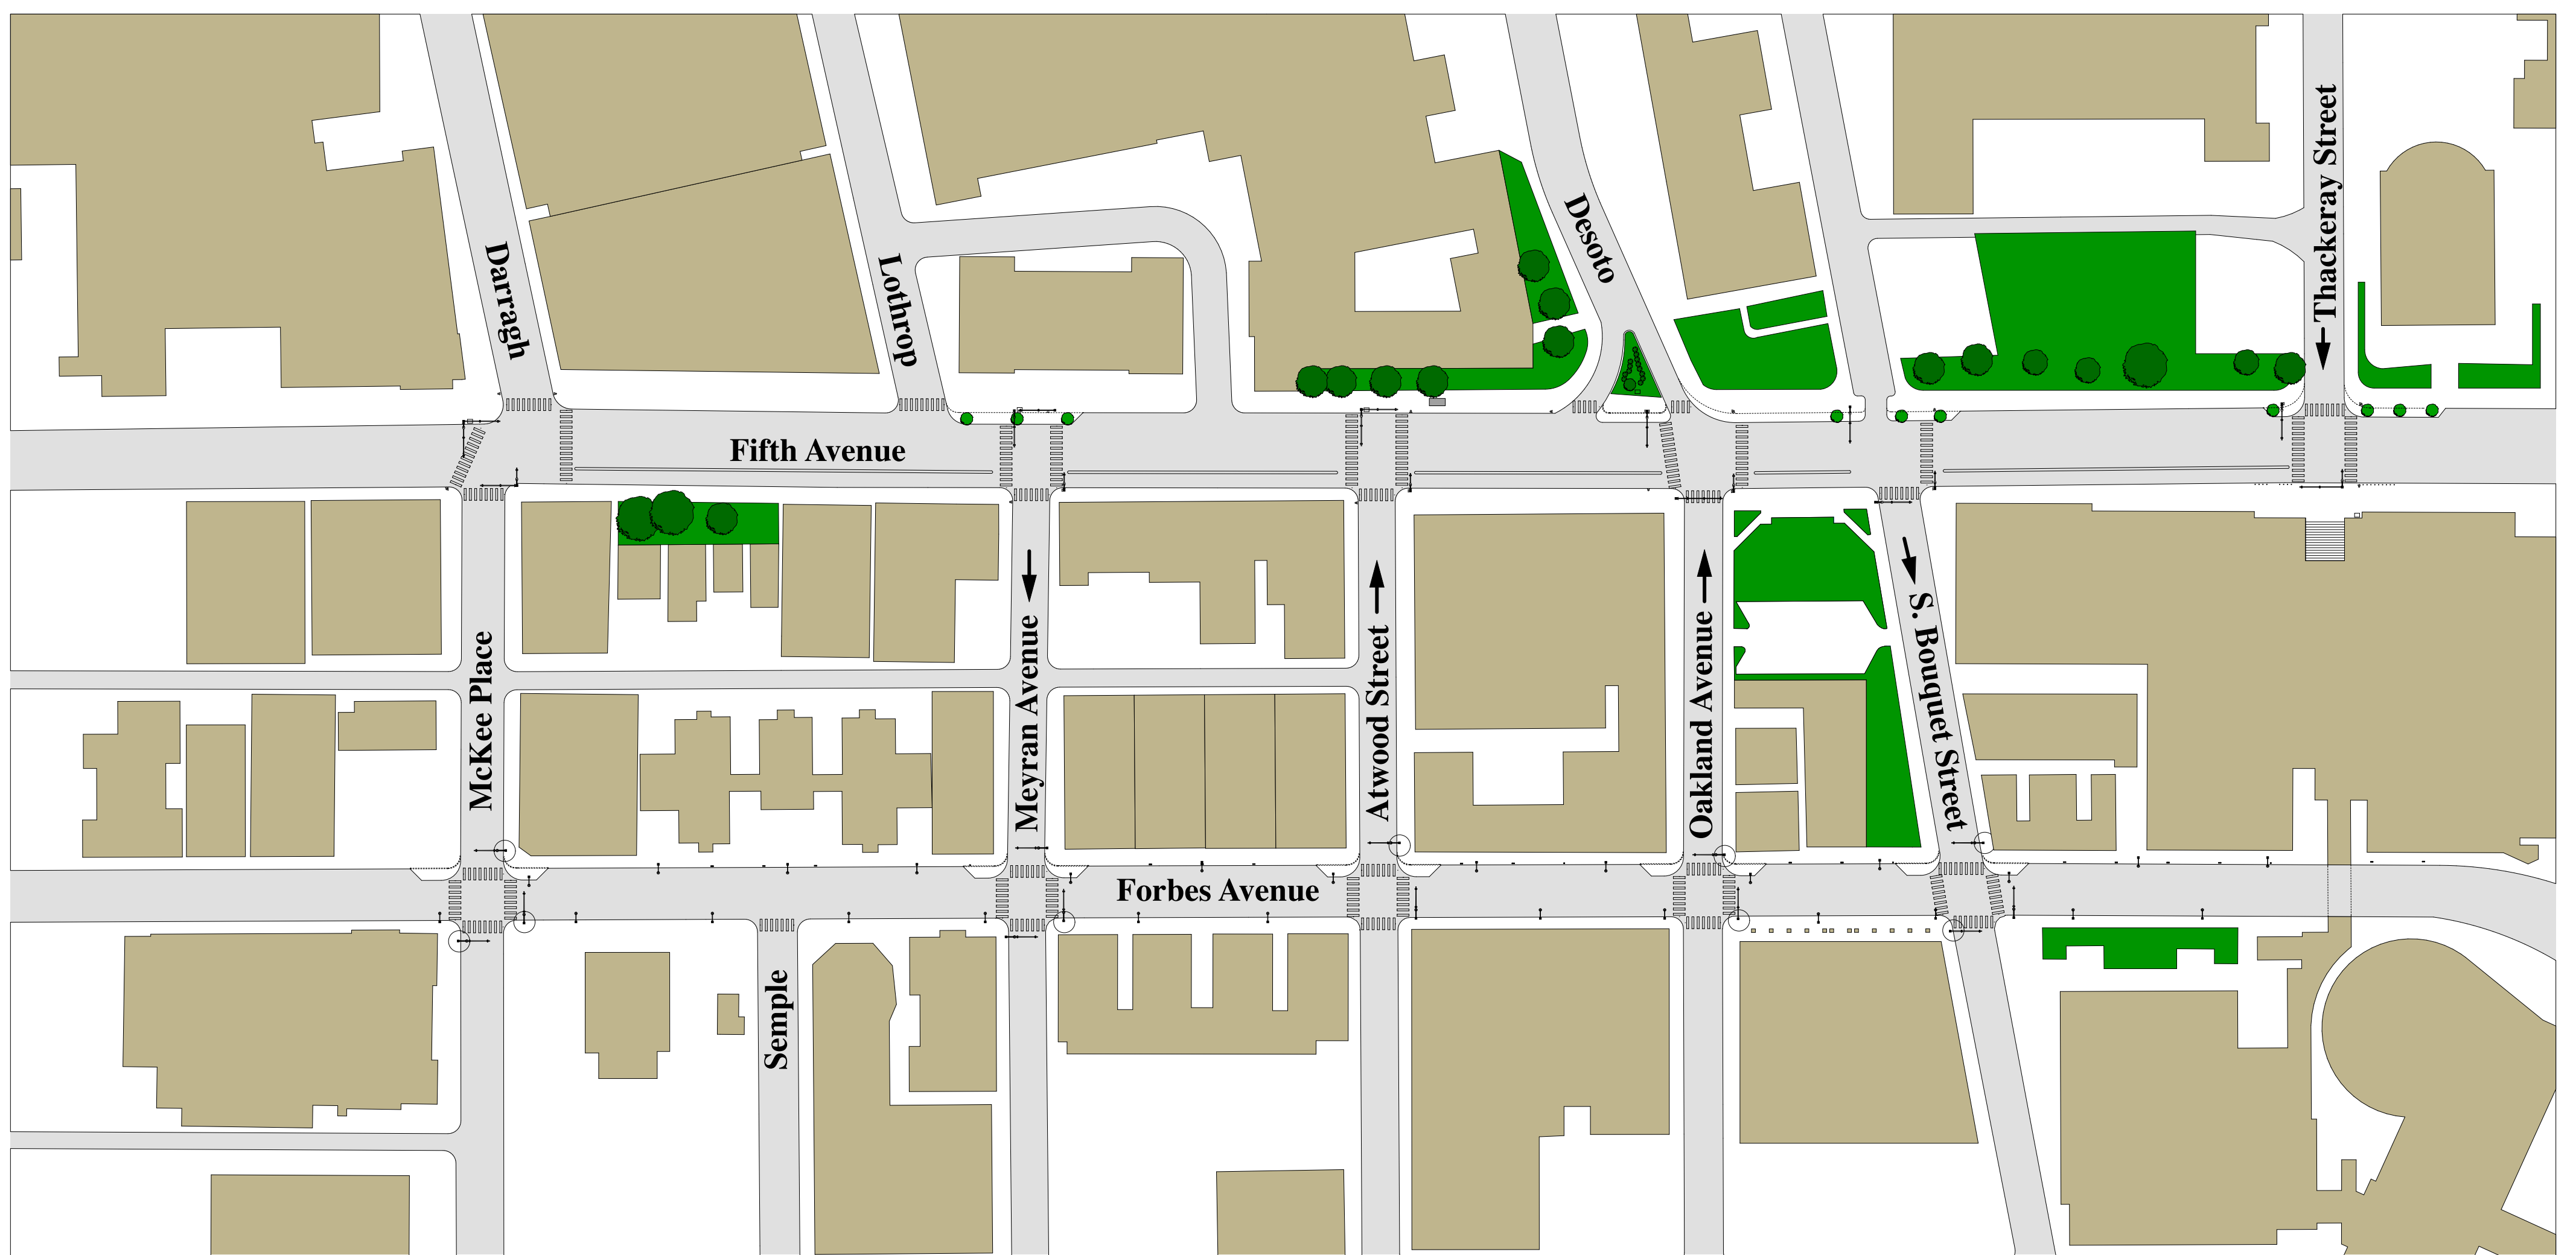 Thackeray Street
Desoto
Darragh
Lothrop
Fifth Avenue
McKee Place
Meyran Avenue
Atwood Street
Oakland Avenue
S. Bouquet Street
Forbes Avenue
Semple